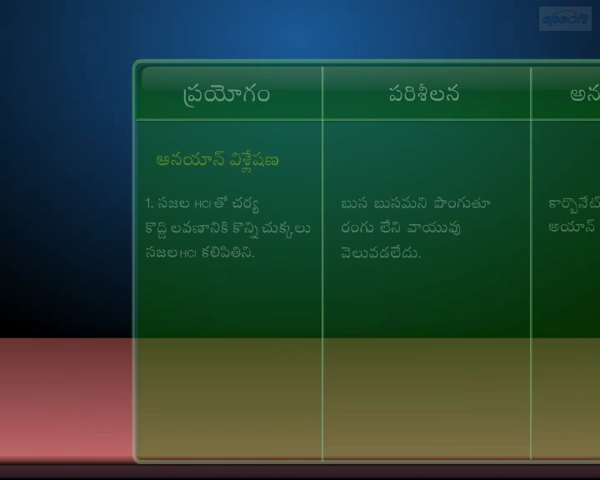 ప్రయోగం పరిశీలన
ఆనయాన్ విశ్లేషణ
1. సజల HCl తో చర్య
కొద్ది లవణానికి కొన్ని చుక్కలు
సజల HCl కలిపితిని.
బుస బుసమని పొంగుతూ
రంగు లేని వాయువు
వెలువడలేదు.
కార్బొనేట్
అయాన్